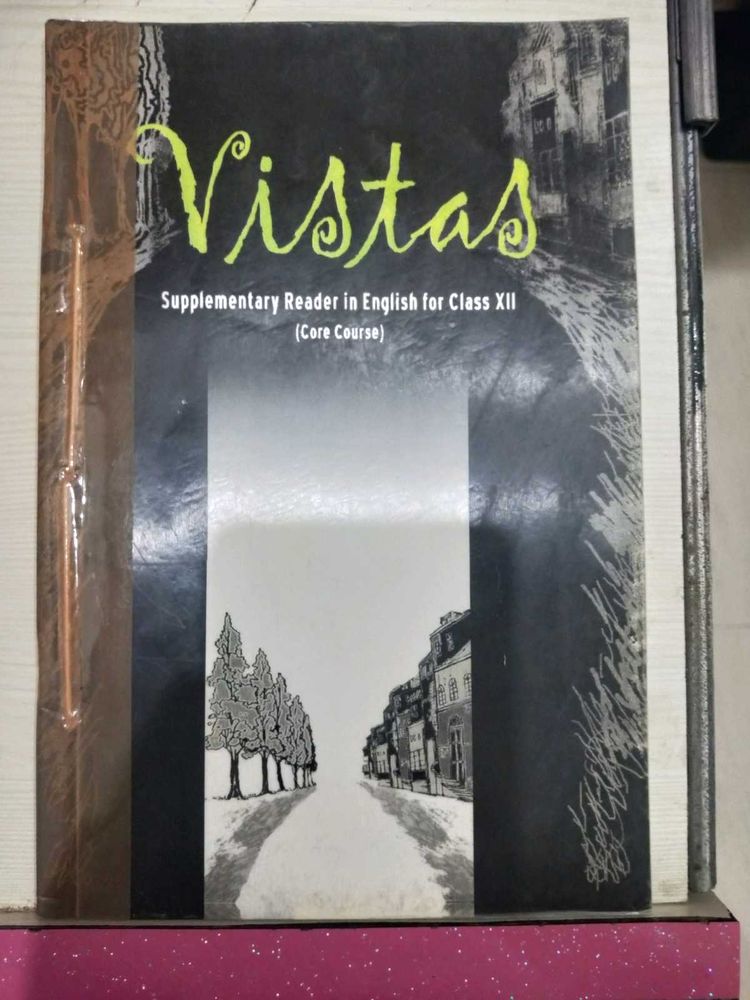 Vistas
Supplementary Reader in English for Class XII
(Core Course)